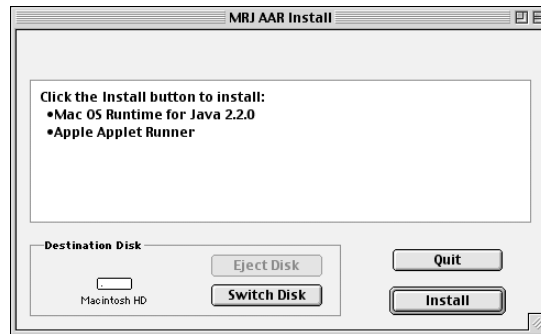 MRJ AAR Install
Click the Install button to install:
•Mac OS Runtime for Java 2.2.0
•Apple Applet Runner
Destination Disk
Eject Disk
Quit
Macintosh HD
Switch Disk
Install